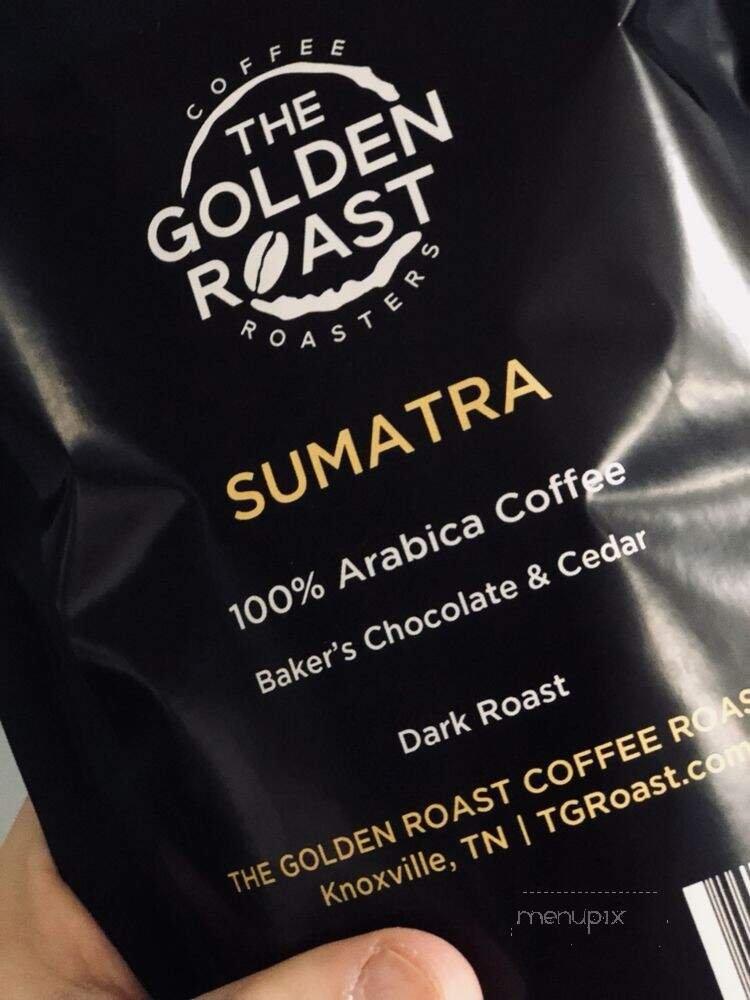 COFFEE
THE
GOLDEN
ROAST
ROASTERS
SUMATRA
100% Arabica Coffee
Baker's Chocolate & Cedar
Dark Roast
THE GOLDEN ROAST COFFEE ROAS
Knoxville, TN | TGRoast.com
menupix